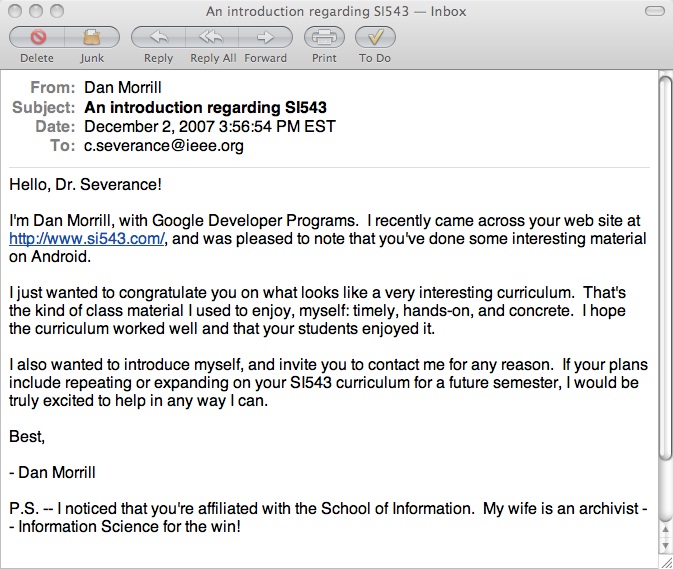 An introduction regarding SI543 — Inbox
Delete Junk Reply Reply All Forward Print To Do
From: Dan Morrill
Subject: An introduction regarding SI543
Date: December 2, 2007 3:56:54 PM EST
To: c.severance@ieee.org
Hello, Dr. Severance!
I'm Dan Morrill, with Google Developer Programs.  I recently came across your web site at
http://www.si543.com/, and was pleased to note that you've done some interesting material
on Android.
I just wanted to congratulate you on what looks like a very interesting curriculum.  That's
the kind of class material I used to enjoy, myself: timely, hands-on, and concrete.  I hope
the curriculum worked well and that your students enjoyed it.
I also wanted to introduce myself, and invite you to contact me for any reason.  If your plans
include repeating or expanding on your SI543 curriculum for a future semester, I would be
truly excited to help in any way I can.
Best,
- Dan Morrill
P.S. -- I noticed that you're affiliated with the School of Information.  My wife is an archivist -
- Information Science for the win!